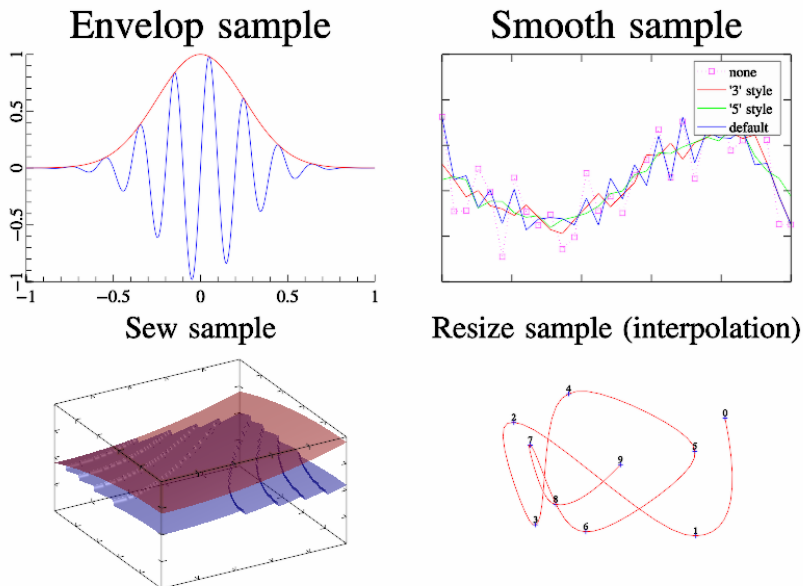 Envelop sample
Smooth sample
1
0.5
0
−0.5
−1
−1
−0.5
0
0.5
1
none
'3' style
'5' style
default
Sew sample
Resize sample (interpolation)
4
0
2
7
5
9
8
3
6
1